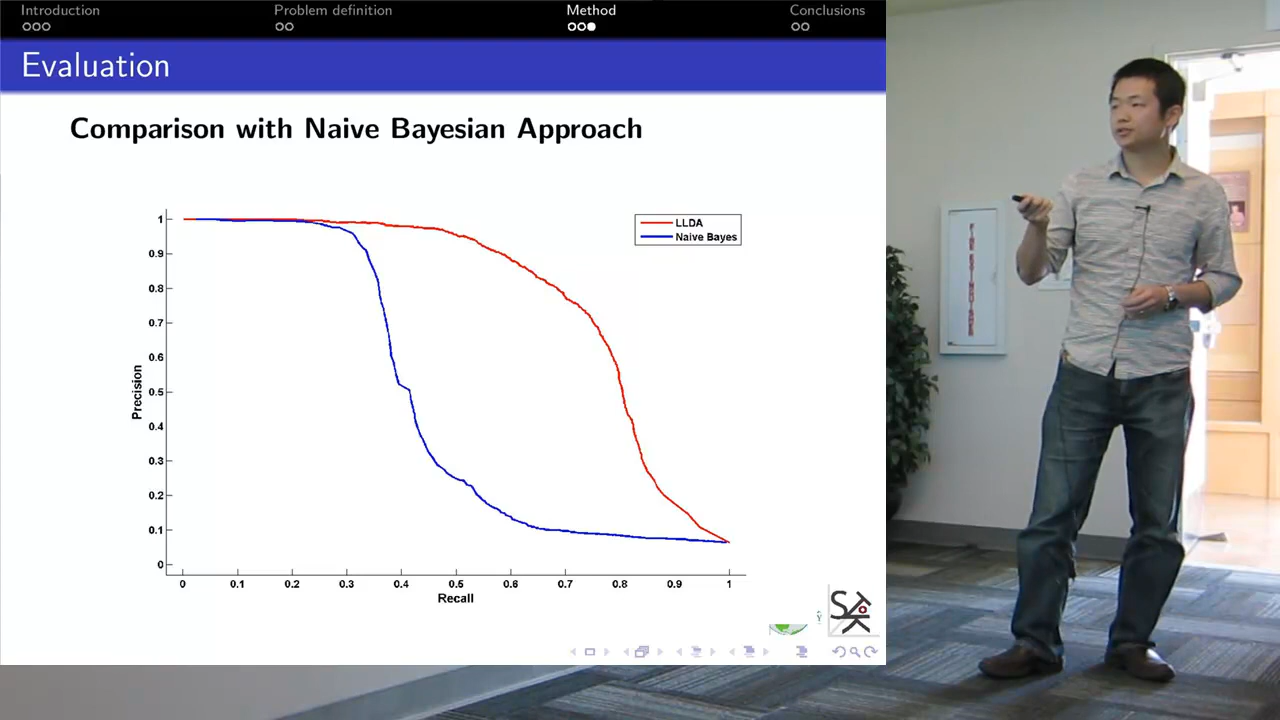 Introduction Problem definition Method Conclusions
Evaluation
Comparison with Naive Bayesian Approach
LLDA
Naive Bayes
1
0.9
0.8
0.7
0.6
0.5
0.4
0.3
0.2
0.1
0
Precision
0 0.1 0.2 0.3 0.4 0.5 0.6 0.7 0.8 0.9 1
Recall
FIRE EXTINGUISHER